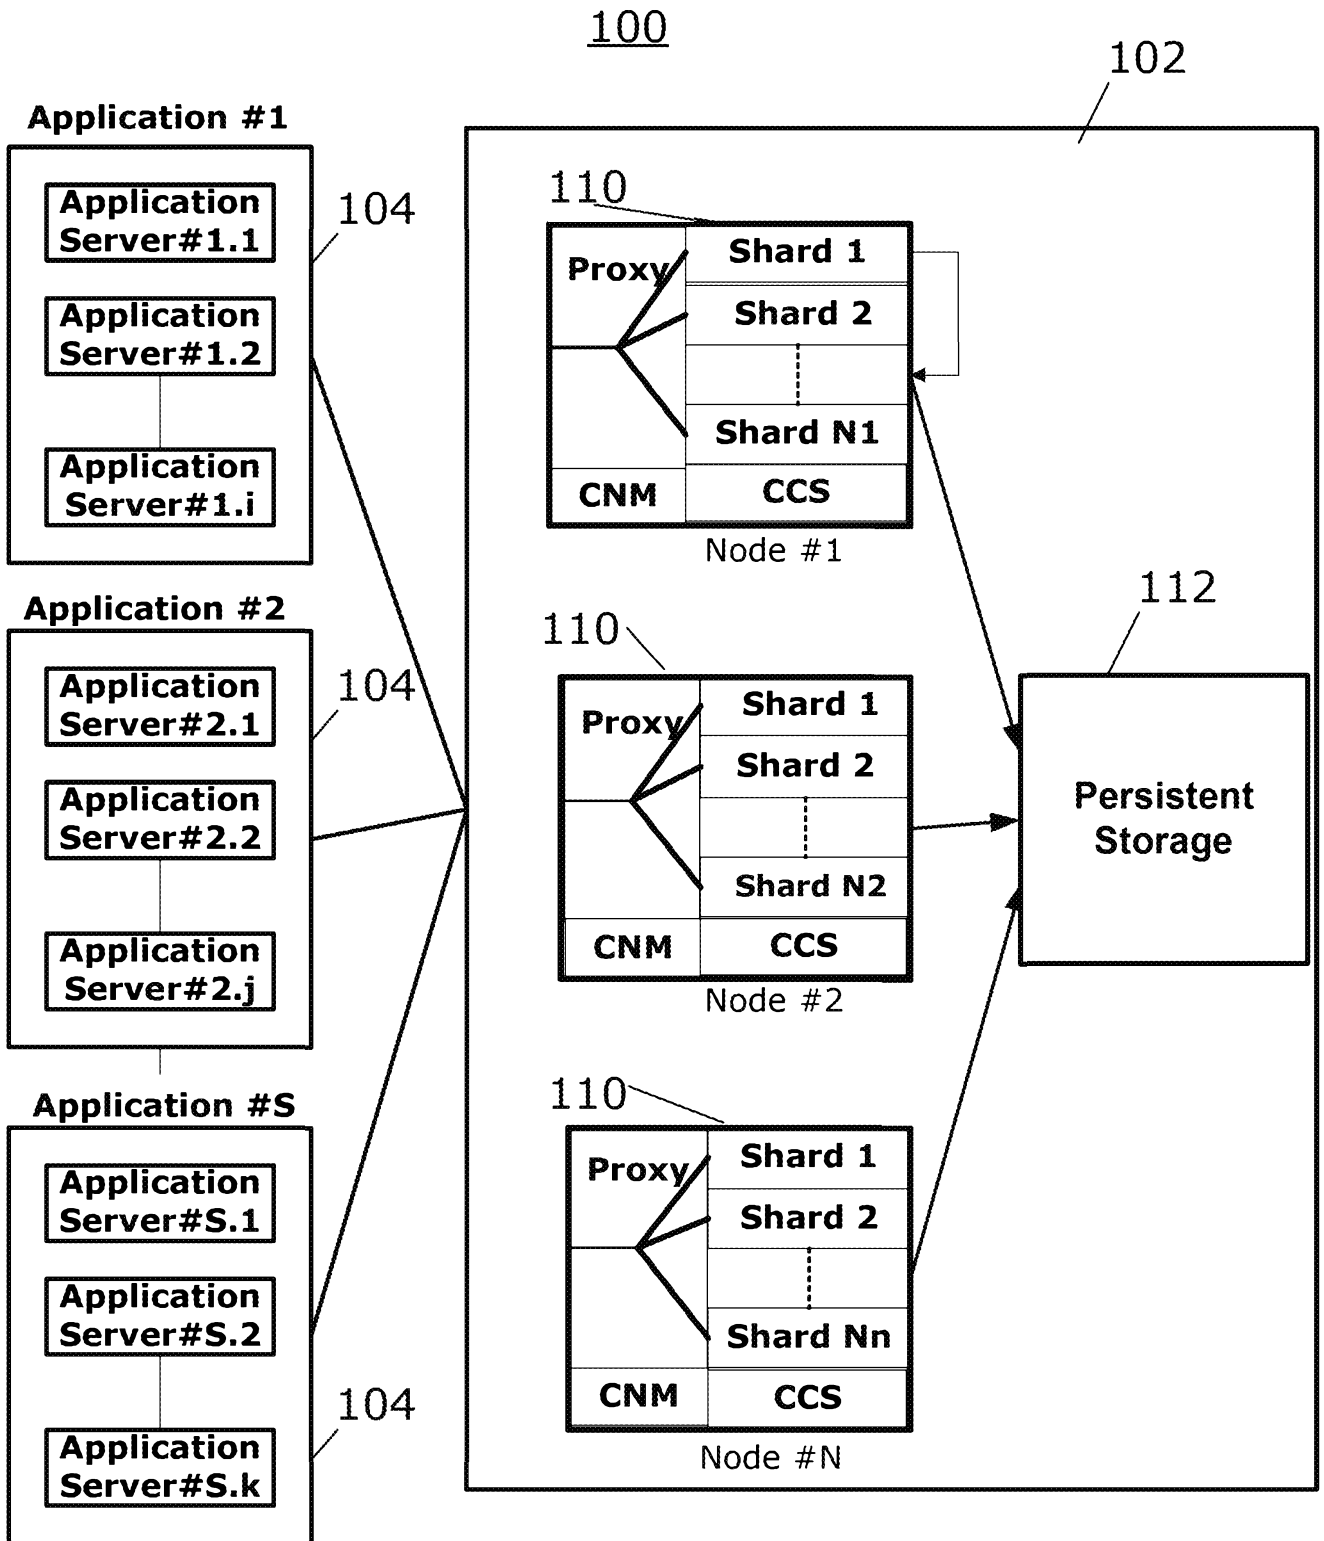 100
102
Application #1
Application
Server#1.1
104
Application
Server#1.2
Application
Server#1.i
Application #2
Application
Server#2.1
104
Application
Server#2.2
Application
Server#2.j
Application #S
Application
Server#S.1
Application
Server#S.2
104
Application
Server#S.k
110
Proxy
Shard 1
Shard 2
Shard N1
CNM
CCS
Node #1
110
Proxy
Shard 1
Shard 2
Shard N2
CNM
CCS
Node #2
110
Proxy
Shard 1
Shard 2
Shard Nn
CNM
CCS
Node #N
112
Persistent
Storage